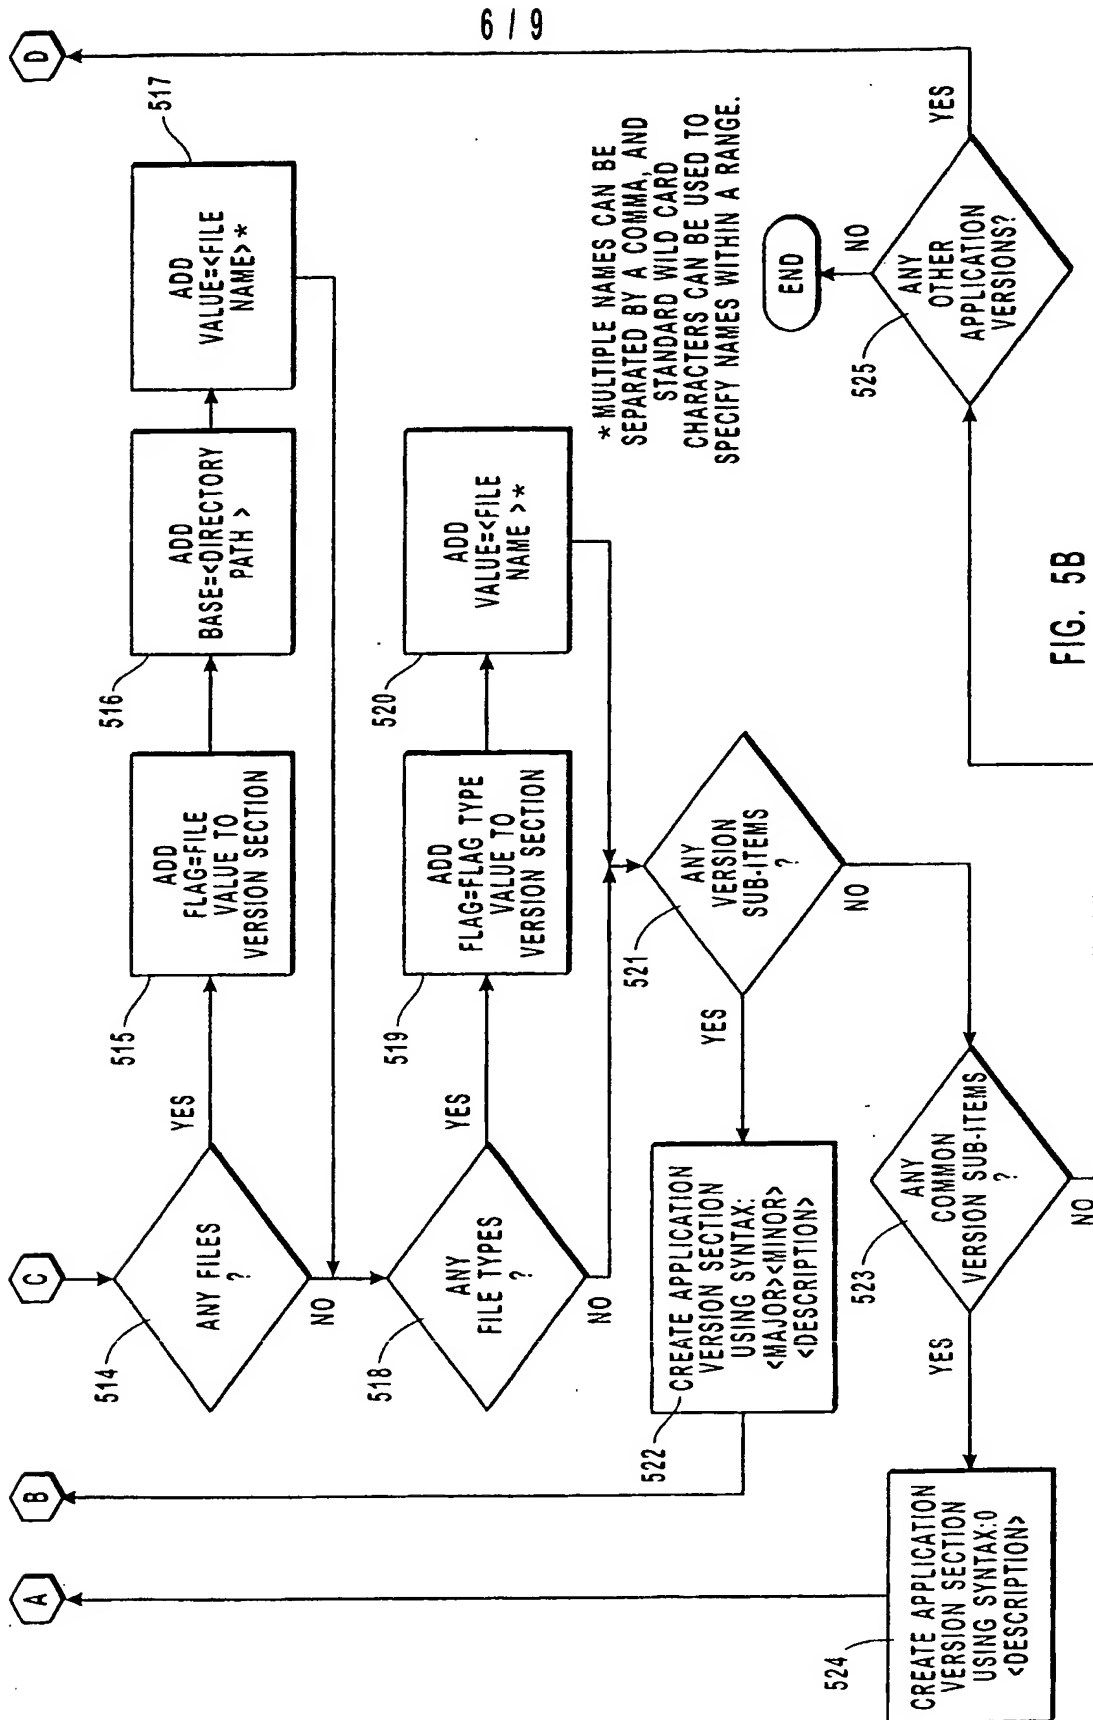 6 / 9
A
B
C
D
514
ANY FILES
?
YES
NO
515
ADD
FLAG=FILE
VALUE TO
VERSION SECTION
516
ADD
BASE=<DIRECTORY
PATH >
517
ADD
VALUE=<FILE
NAME>*
518
ANY
FILE TYPES
?
YES
NO
519
ADD
FLAG=FLAG TYPE
VALUE TO
VERSION SECTION
520
ADD
VALUE=<FILE
NAME >*
*MULTIPLE NAMES CAN BE
SEPARATED BY A COMMA, AND
STANDARD WILD CARD
CHARACTERS CAN BE USED TO
SPECIFY NAMES WITHIN A RANGE.
521
ANY
VERSION
SUB-ITEMS
?
YES
NO
522
CREATE APPLICATION
VERSION SECTION
USING SYNTAX:
<MAJOR><MINOR>
<DESCRIPTION>
523
ANY
COMMON
VERSION SUB-ITEMS
?
YES
NO
524
CREATE APPLICATION
VERSION SECTION
USING SYNTAX:0
<DESCRIPTION>
525
ANY
OTHER
APPLICATION
VERSIONS?
YES
NO
END
FIG. 5B